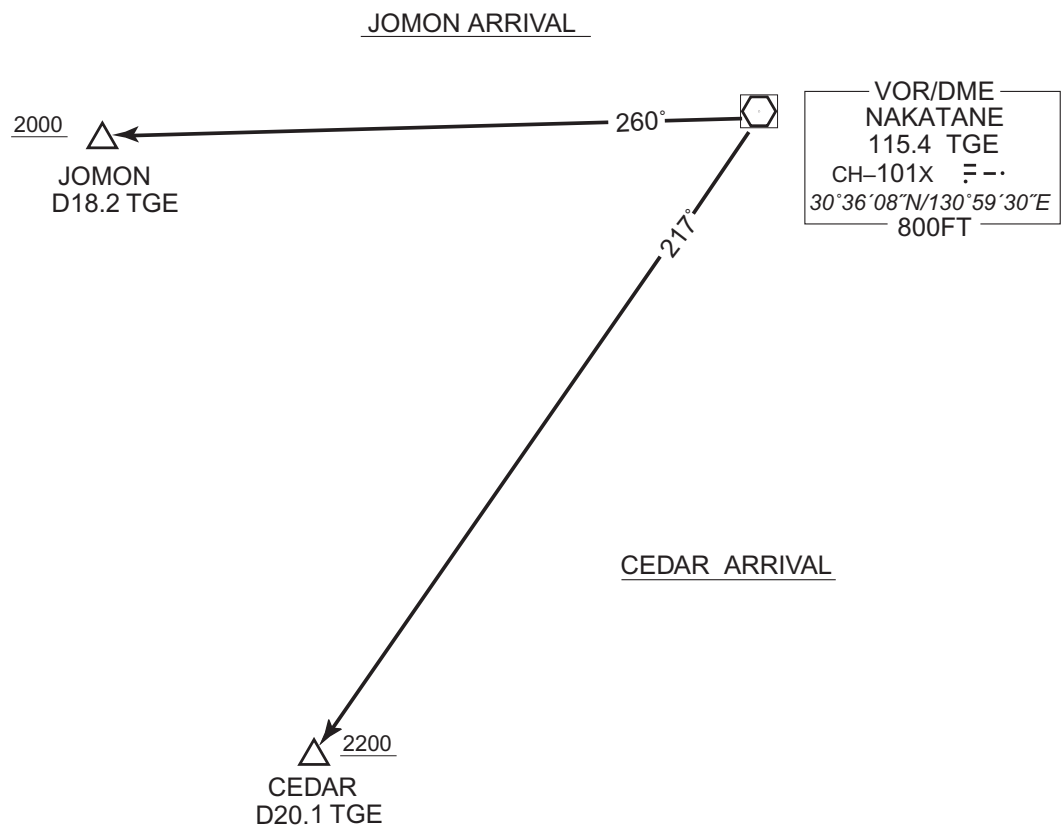 JOMON ARRIVAL
2000
JOMON
D18.2 TGE
260°
217°
VOR/DME
NAKATANE
115.4 TGE
CH–101X
30°36´08˝N/130°59´30˝E
800FT
CEDAR ARRIVAL
2200
CEDAR
D20.1 TGE